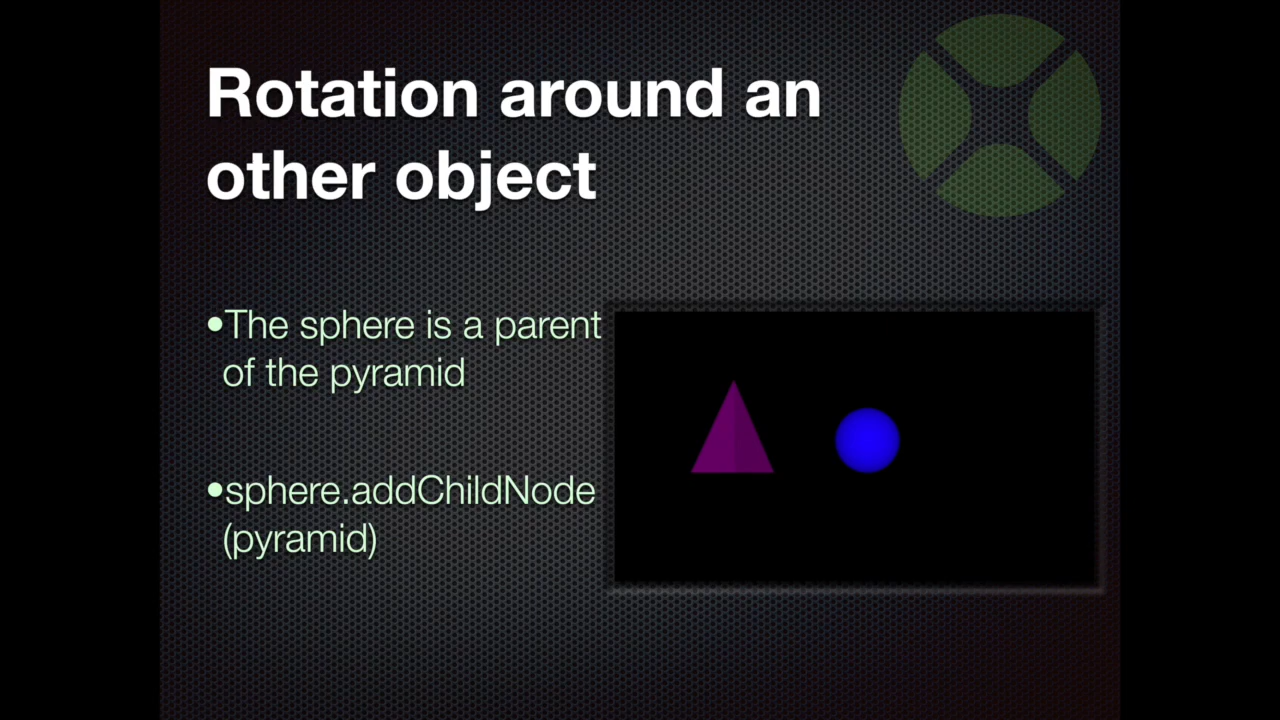 Rotation around an
other object
•The sphere is a parent
of the pyramid
•sphere.addChildNode
(pyramid)